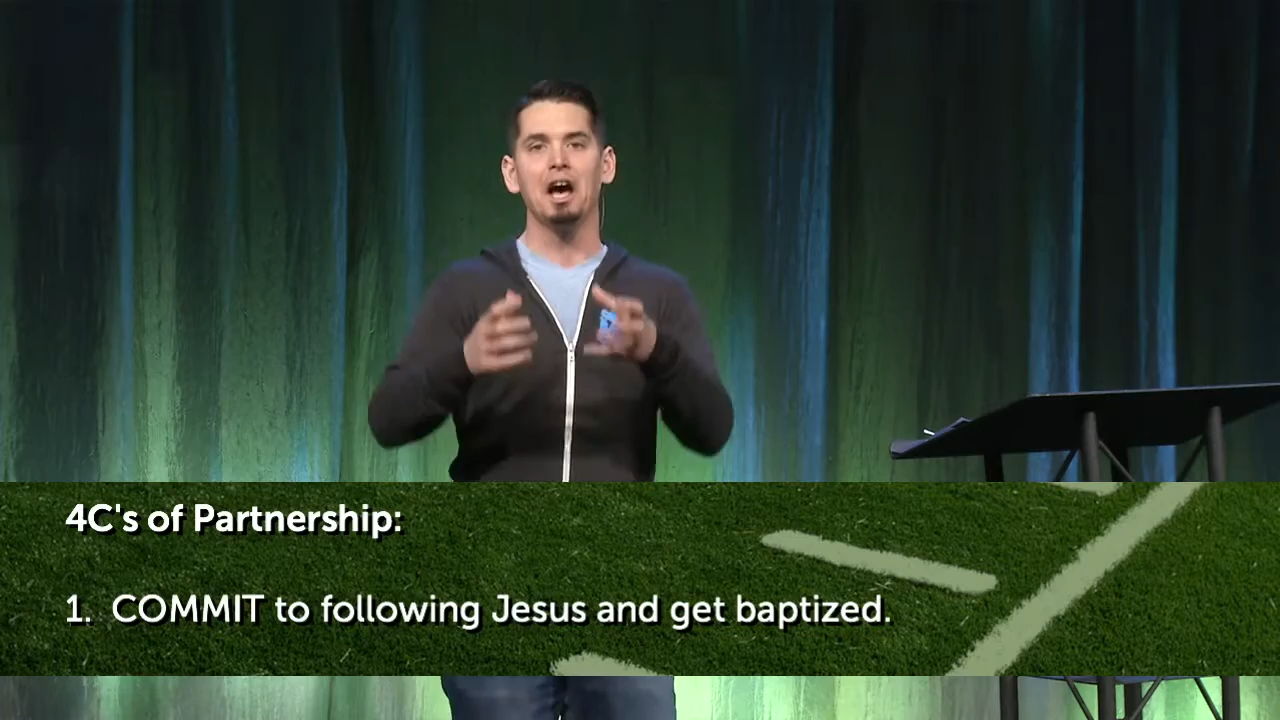 4C's of Partnership:
1. COMMIT to following Jesus and get baptized.